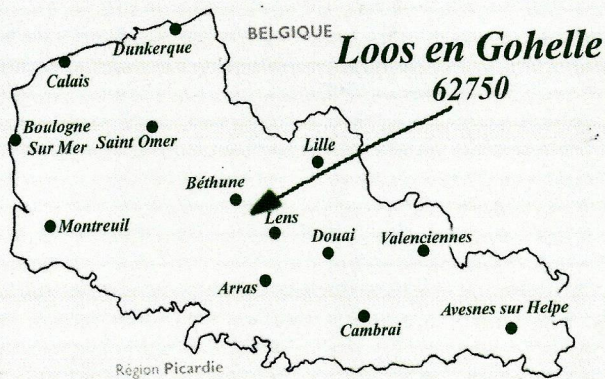 Dunkerque
BELGIQUE
Loos en Gohelle
62750
Calais
Boulogne
Sur Mer
Saint Omer
Lille
Béthune
Montreuil
Lens
Douai
Valenciennes
Arras
Cambrai
Avesnes sur Helpe
Région Picardie